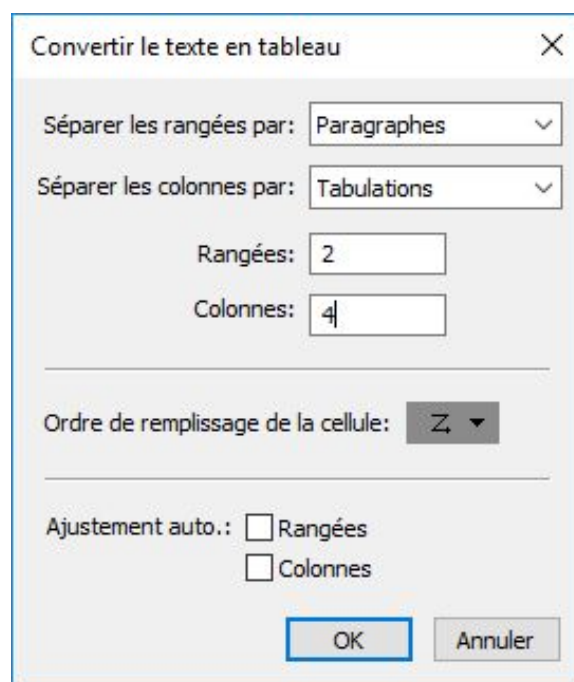 Convertir le texte en tableau
Séparer les rangées par: Paragraphes
Séparer les colonnes par: Tabulations
Rangées: 2
Colonnes: 4
Ordre de remplissage de la cellule:
Ajustement auto.: Rangées
Colonnes
OK Annuler